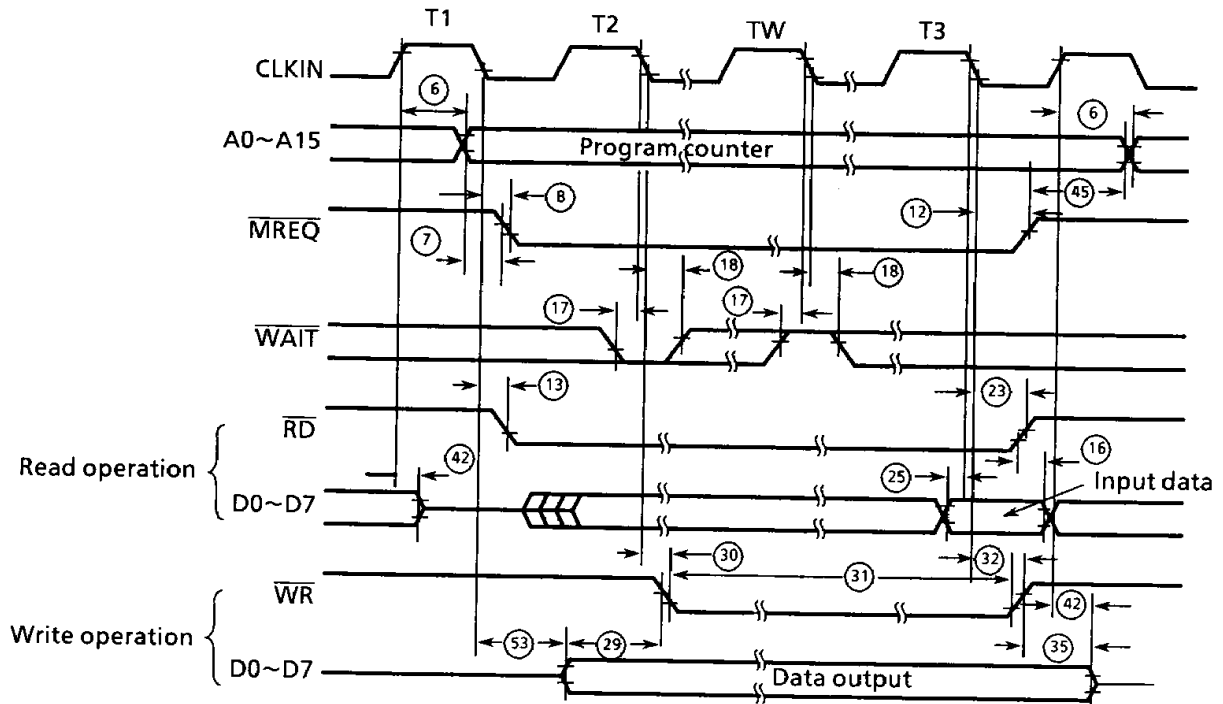 T1 T2 TW T3
CLKIN
6 6
A0~A15 Program counter
8 12 45
MREQ
7 18 18
17 17
WAIT
13 23
RD
Read operation 42 25 16
Input data
D0~D7
30 32
31
WR
42
Write operation 53 29 35
D0~D7 Data output